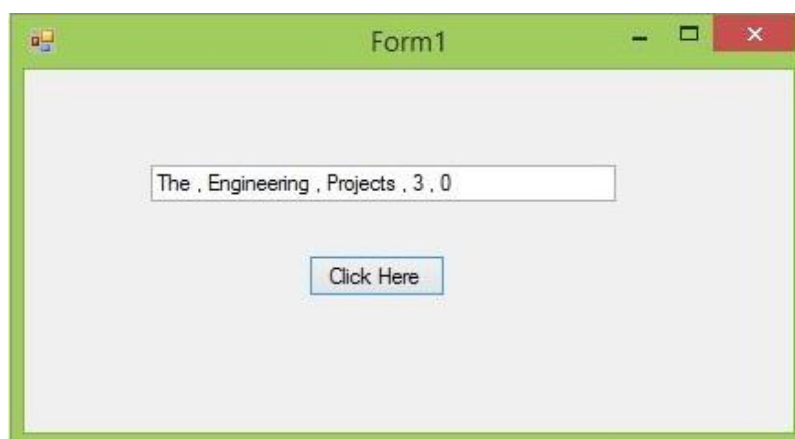 Form1
The , Engineering , Projects , 3 , 0
Click Here